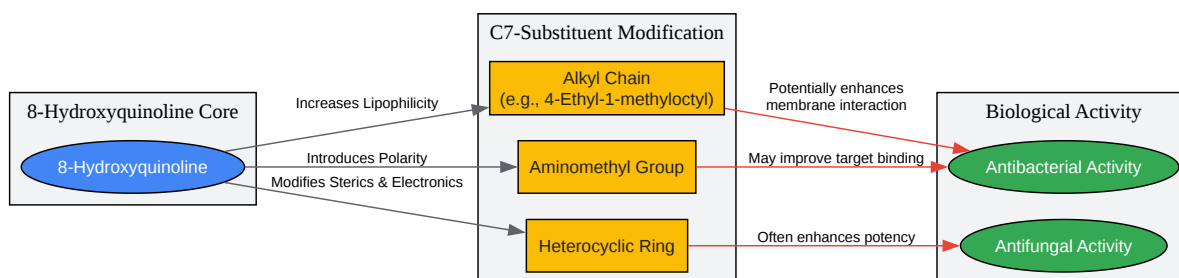 8-Hydroxyquinoline Core
8-Hydroxyquinoline
Increases Lipophilicity
Introduces Polarity
Modifies Sterics & Electronics
C7-Substituent Modification
Alkyl Chain
(e.g., 4-Ethyl-1-methyloctyl)
Aminomethyl Group
Heterocyclic Ring
Potentially enhances
membrane interaction
May improve target binding
Often enhances potency
Biological Activity
Antibacterial Activity
Antifungal Activity